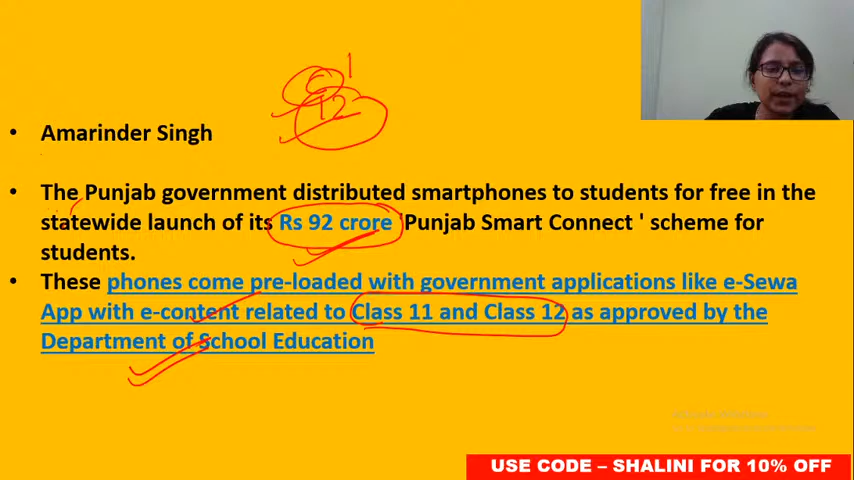 12
• Amarinder Singh
• The Punjab government distributed smartphones to students for free in the
statewide launch of its Rs 92 crore 'Punjab Smart Connect ' scheme for
students.
• These phones come pre-loaded with government applications like e-Sewa
App with e-content related to Class 11 and Class 12 as approved by the
Department of School Education
USE CODE – SHALINI FOR 10% OFF